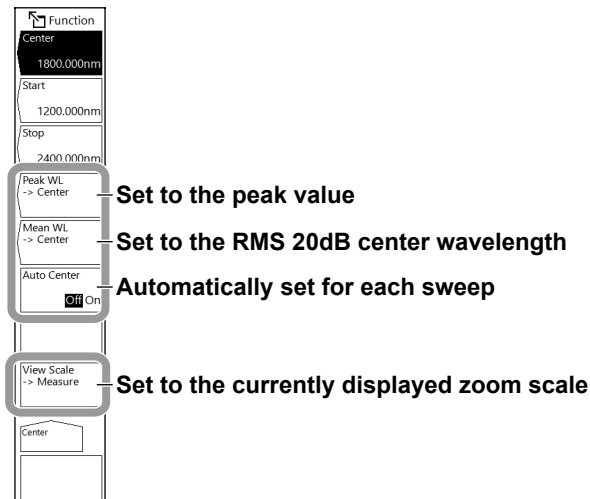 Function
Center
1800.000nm
Start
1200.000nm
Stop
2400.000nm
Peak WL
-> Center
Set to the peak value
Mean WL
-> Center
Set to the RMS 20dB center wavelength
Auto Center
Off On
Automatically set for each sweep
View Scale
-> Measure
Set to the currently displayed zoom scale
Center